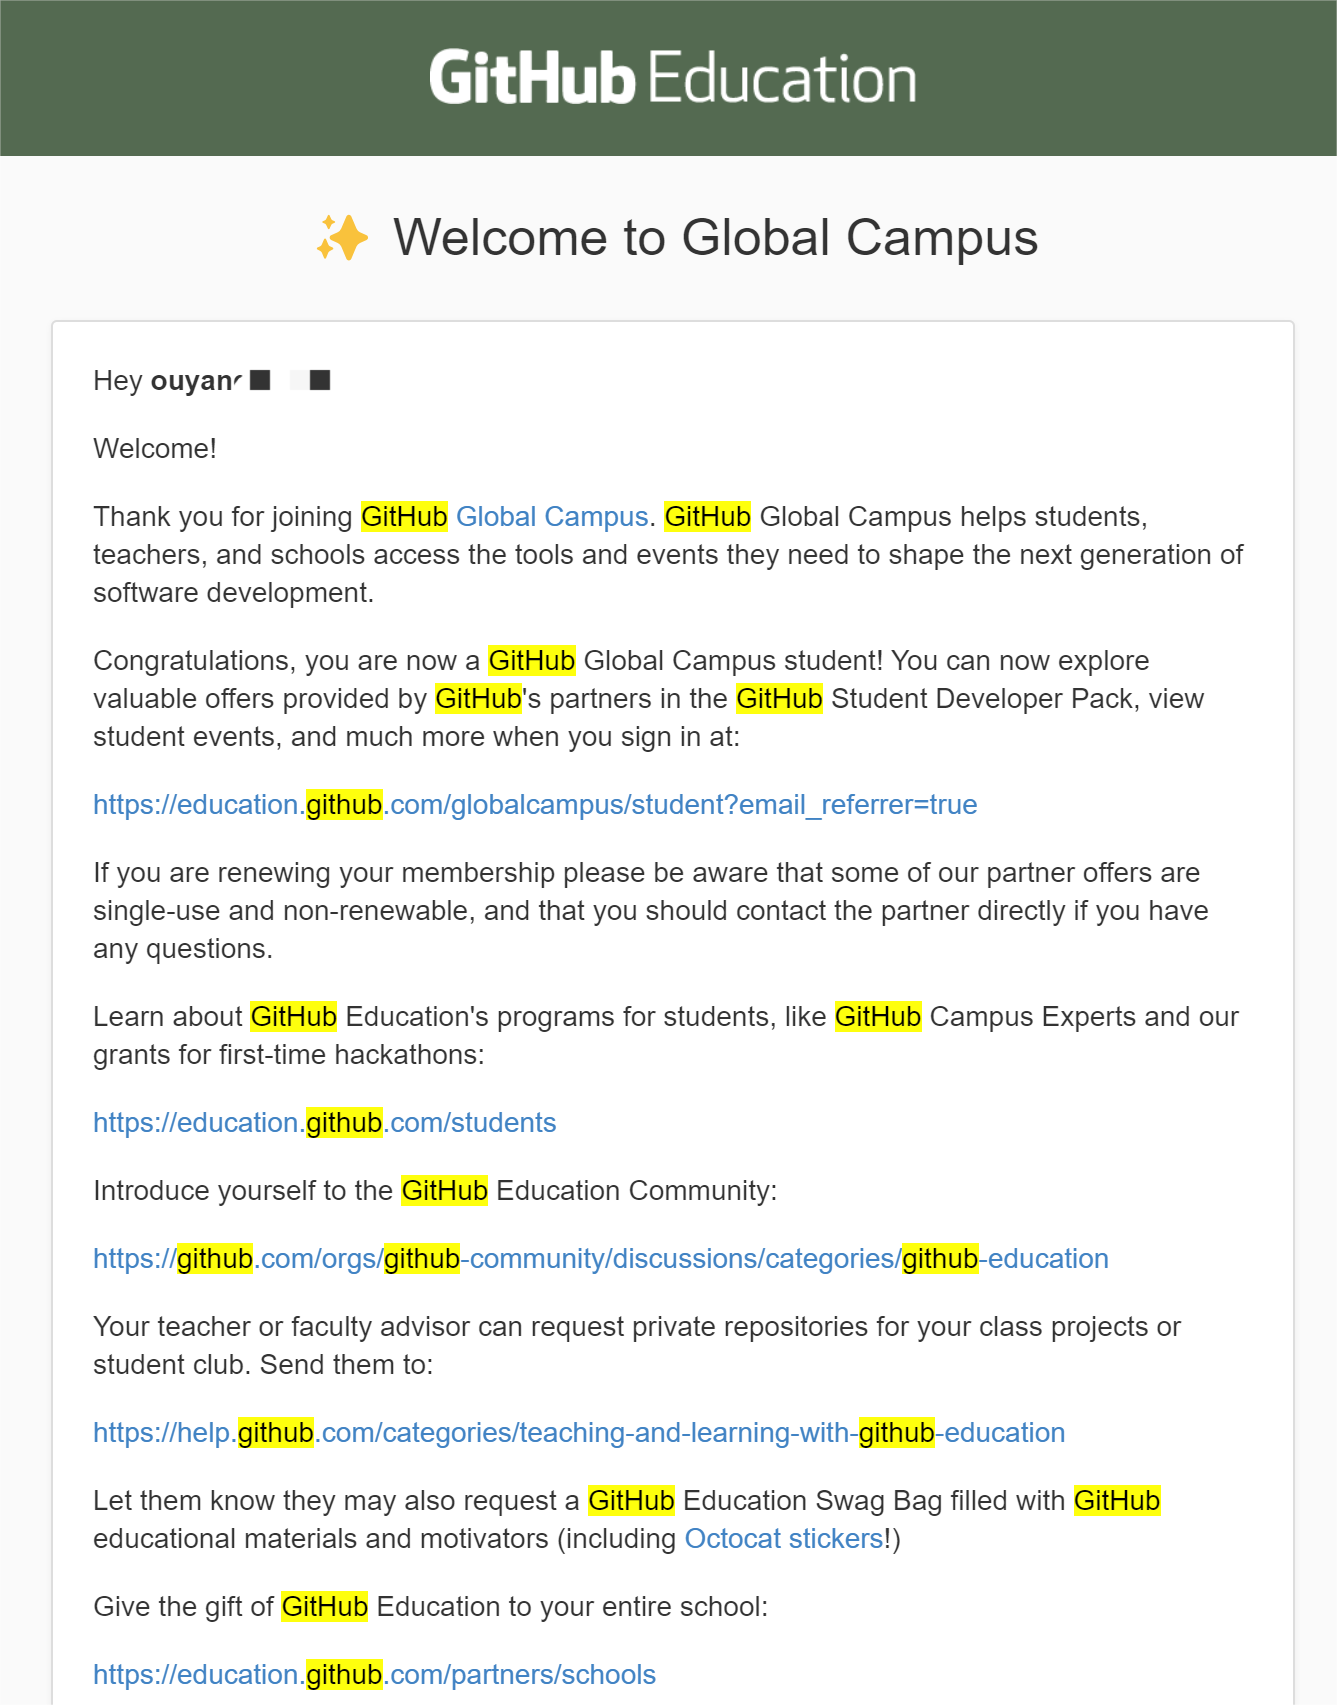 GitHub Education
Welcome to Global Campus
Hey
Welcome!
Thank you for joining GitHub Global Campus. GitHub Global Campus helps students,
teachers, and schools access the tools and events they need to shape the next generation of
software development.
Congratulations, you are now a GitHub Global Campus student! You can now explore
valuable offers provided by GitHub's partners in the GitHub Student Developer Pack, view
student events, and much more when you sign in at:
https://education.github.com/globalcampus/student?email_referrer=true
If you are renewing your membership please be aware that some of our partner offers are
single-use and non-renewable, and that you should contact the partner directly if you have
any questions.
Learn about GitHub Education's programs for students, like GitHub Campus Experts and our
grants for first-time hackathons:
https://education.github.com/students
Introduce yourself to the GitHub Education Community:
https://github.com/orgs/github-community/discussions/categories/github-education
Your teacher or faculty advisor can request private repositories for your class projects or
student club. Send them to:
https://help.github.com/categories/teaching-and-learning-with-github-education
Let them know they may also request a GitHub Education Swag Bag filled with GitHub
educational materials and motivators (including Octocat stickers!)
Give the gift of GitHub Education to your entire school:
https://education.github.com/partners/schools